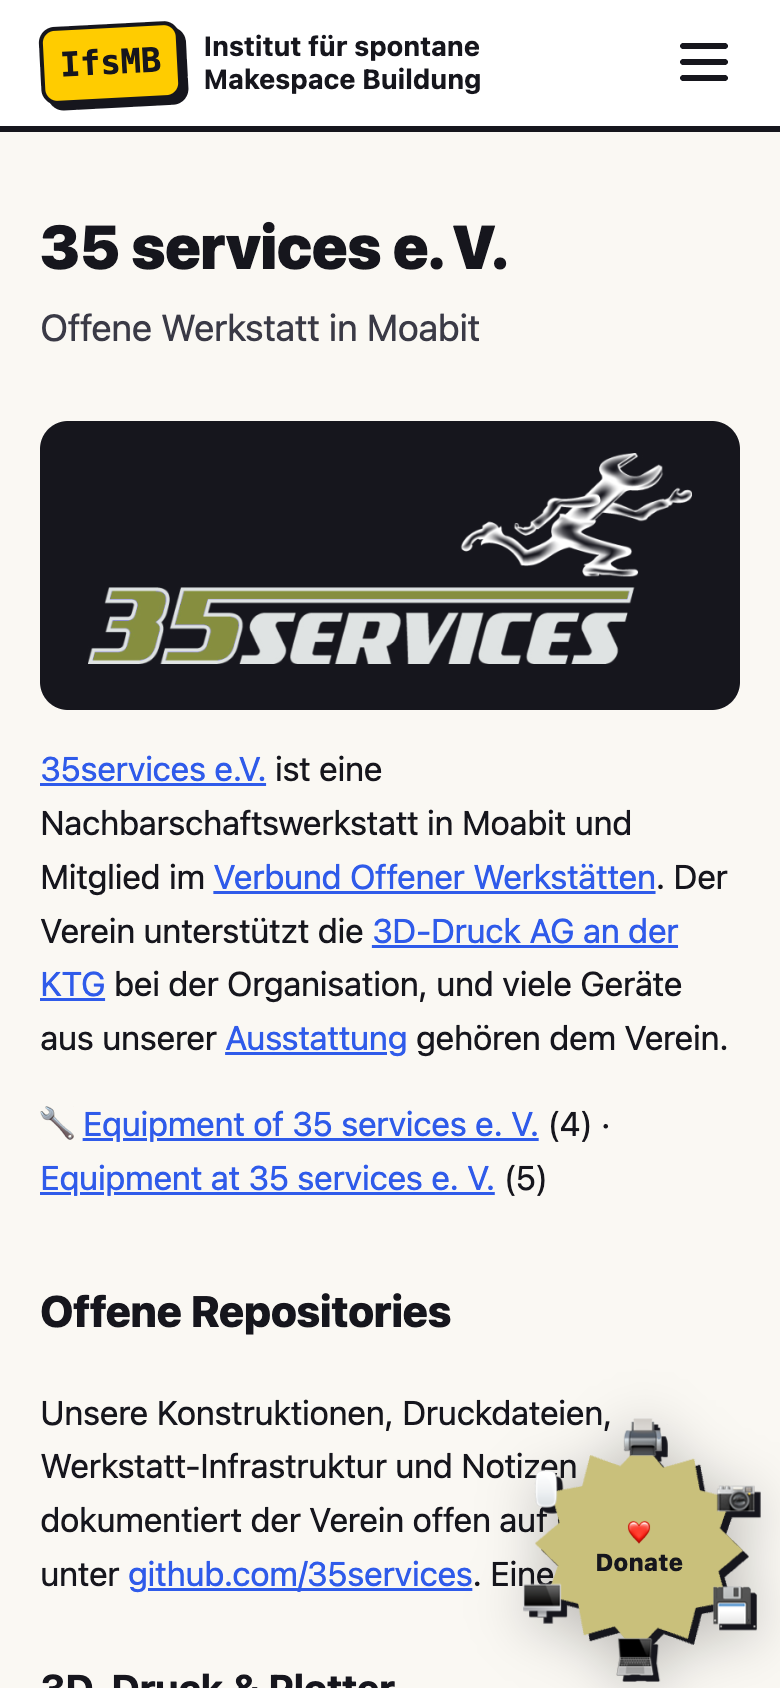 IfsMB
Institut für spontane
Makespace Buildung
35 services e. V.
Offene Werkstatt in Moabit
35SERVICES
35services e.V. ist eine
Nachbarschaftswerkstatt in Moabit und
Mitglied im Verbund Offener Werkstätten. Der
Verein unterstützt die 3D-Druck AG an der
KTG bei der Organisation, und viele Geräte
aus unserer Ausstattung gehören dem Verein.
🔧 Equipment of 35 services e. V. (4) ·
Equipment at 35 services e. V. (5)
Offene Repositories
Unsere Konstruktionen, Druckdateien,
Werkstatt-Infrastruktur und Notizen
dokumentiert der Verein offen auf
unter github.com/35services. Eine
❤️
Donate
3D-Druck & Plotter